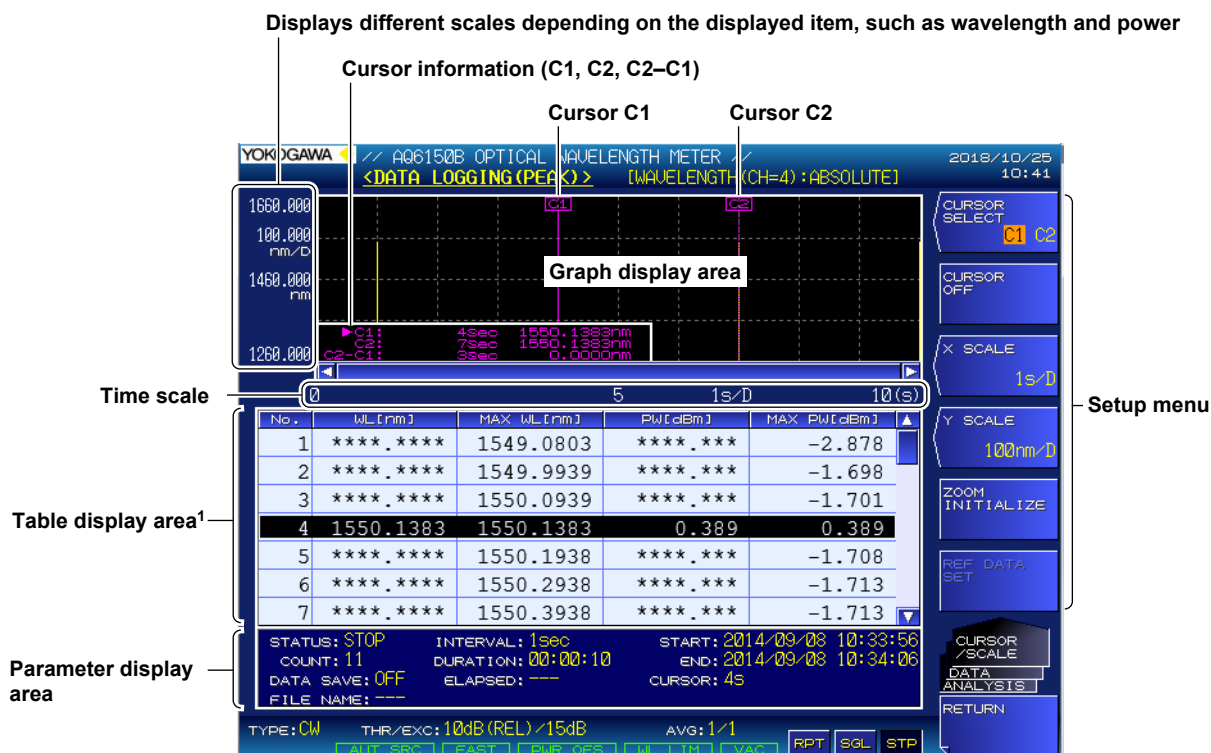 Displays different scales depending on the displayed item, such as wavelength and power
Cursor information (C1, C2, C2–C1)
Cursor C1
Cursor C2
YOKOGAWA // AQ6150B OPTICAL WAVELENGTH METER //
2018/10/25
<DATA LOGGING(PEAK)> [WAVELENGTH(CH=4):ABSOLUTE]
10:41
1660.000
100.000
nm/D
1460.000
nm
1260.000
C1
C2
Graph display area
▶C1: 4Sec 1550.1383nm
C2: 7Sec 1550.1383nm
C2-C1: 3Sec 0.0000nm
Time scale
0 5 1s/D 10(s)
CURSOR
SELECT
C1 C2
CURSOR
OFF
X SCALE
1s/D
Y SCALE
100nm/D
ZOOM
INITIALIZE
REF DATA
SET
Setup menu
Table display area1
No. WL[nm] MAX WL[nm] PW[dBm] MAX PW[dBm]
1 ****.**** 1549.0803 ****.*** -2.878
2 ****.**** 1549.9939 ****.*** -1.698
3 ****.**** 1550.0939 ****.*** -1.701
4 1550.1383 1550.1383 0.389 0.389
5 ****.**** 1550.1938 ****.*** -1.708
6 ****.**** 1550.2938 ****.*** -1.713
7 ****.**** 1550.3938 ****.*** -1.713
Parameter display
area
STATUS: STOP INTERVAL: 1sec START: 2014/09/08 10:33:56
COUNT: 11 DURATION: 00:00:10 END: 2014/09/08 10:34:06
DATA SAVE: OFF ELAPSED: --- CURSOR: 4S
FILE NAME: ---
CURSOR
/SCALE
DATA
ANALYSIS
RETURN
TYPE: CW THR/EXC: 10dB(REL)/15dB AVG: 1/1
AUT SRC FAST PWR OFS WL LIM VAC RPT SGL STP